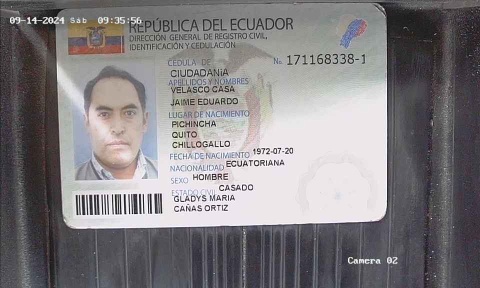 09-14-2024 Sáb 09:35:56
REPÚBLICA DEL ECUADOR
DIRECCIÓN GENERAL DE REGISTRO CIVIL,
IDENTIFICACIÓN Y CEDULACIÓN
CÉDULA DE No. 171168338-1
CIUDADANíA
APELLIDOS Y NOMBRES
VELASCO CASA
JAIME EDUARDO
LUGAR DE NACIMIENTO
PICHINCHA
QUITO
CHILLOGALLO
FECHA DE NACIMIENTO 1972-07-20
NACIONALIDAD ECUATORIANA
SEXO HOMBRE
ESTADO CIVIL CASADO
GLADYS MARIA
CAÑAS ORTIZ
Camera 02